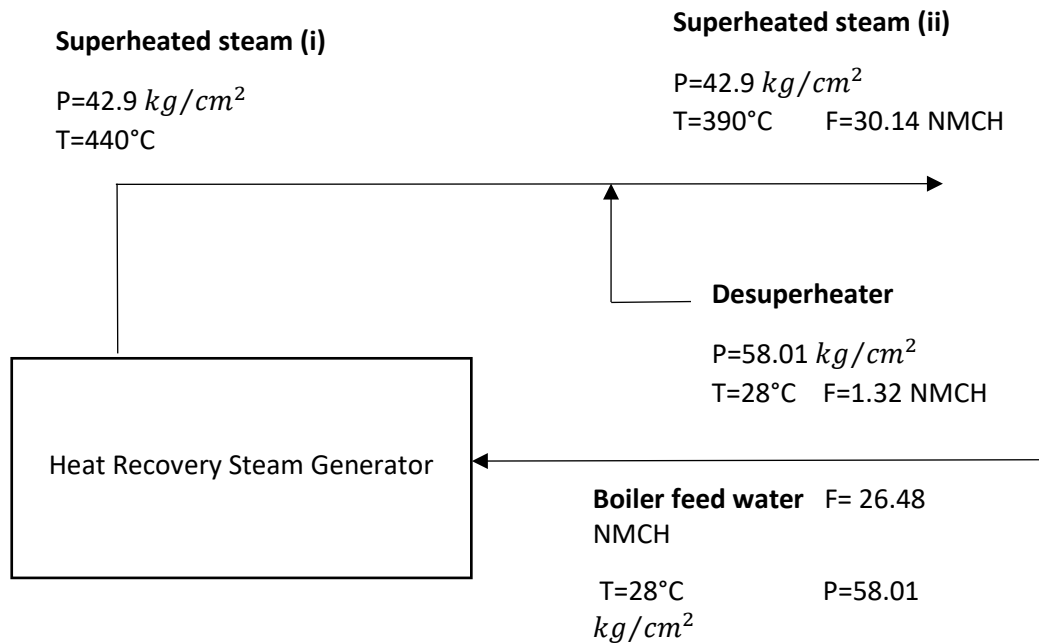 Superheated steam (i)
P=42.9 kg/cm²
T=440°C
Superheated steam (ii)
P=42.9 kg/cm²
T=390°C F=30.14 NMCH
Desuperheater
P=58.01 kg/cm²
T=28°C F=1.32 NMCH
Heat Recovery Steam Generator
Boiler feed water F= 26.48
NMCH
T=28°C P=58.01
kg/cm²